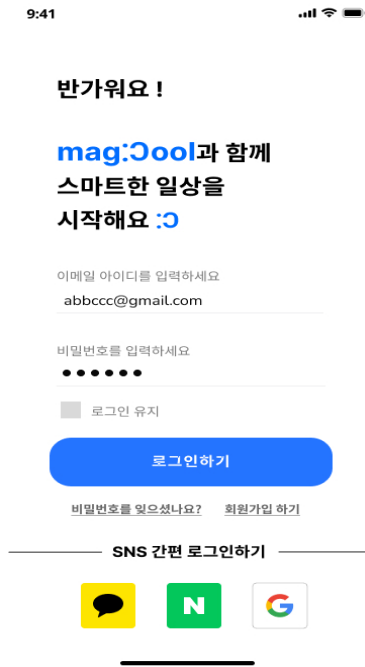 9:41
반가워요 !
mag:Ɔool과 함께
스마트한 일상을
시작해요 :Ɔ
이메일 아이디를 입력하세요
abbccc@gmail.com
비밀번호를 입력하세요
●●●●●●
로그인 유지
로그인하기
비밀번호를 잊으셨나요? 회원가입 하기
SNS 간편 로그인하기
N G